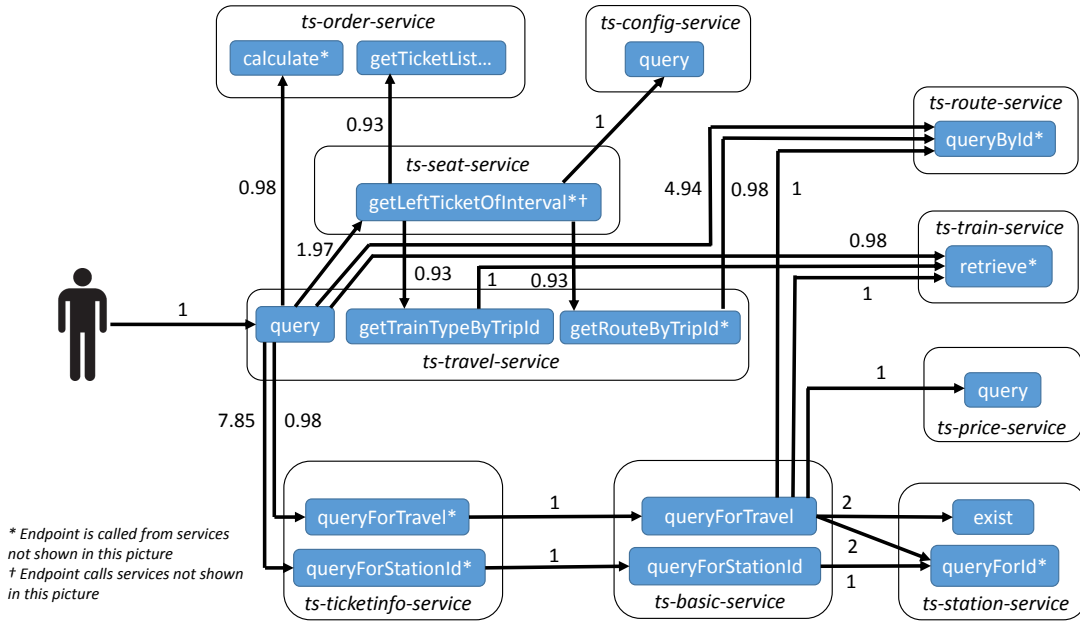 ts-order-service
calculate*
getTicketList...
ts-config-service
query
ts-route-service
queryById*
0.93
1
ts-seat-service
getLeftTicketOfInterval*†
0.98
4.94
0.98
1
1.97
ts-train-service
retrieve*
0.98
0.93
1
0.93
1
1
query
getTrainTypeByTripId
getRouteByTripId*
ts-travel-service
1
query
ts-price-service
7.85
0.98
queryForTravel*
1
queryForTravel
2
exist
queryForStationId*
1
queryForStationId
2
1
queryForId*
ts-ticketinfo-service
ts-basic-service
ts-station-service
* Endpoint is called from services
not shown in this picture
† Endpoint calls services not shown
in this picture